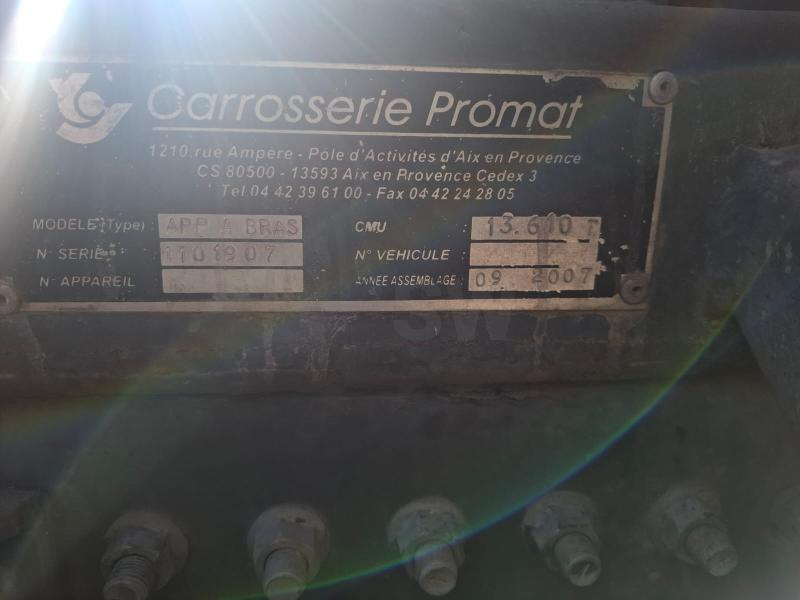 Carrosserie Promat
1210, rue Ampère - Pôle d'Activités d'Aix en Provence
CS 80500 - 13593 Aix en Provence Cedex 3
Tel 04 42 39 61 00 - Fax 04 42 24 28 05
MODELE (Type) : APP A BRAS CMU : 13.610 T
N° SERIE : 1101907 N° VEHICULE :
N° APPAREIL ANNEE ASSEMBLAGE : 09 2007
SW